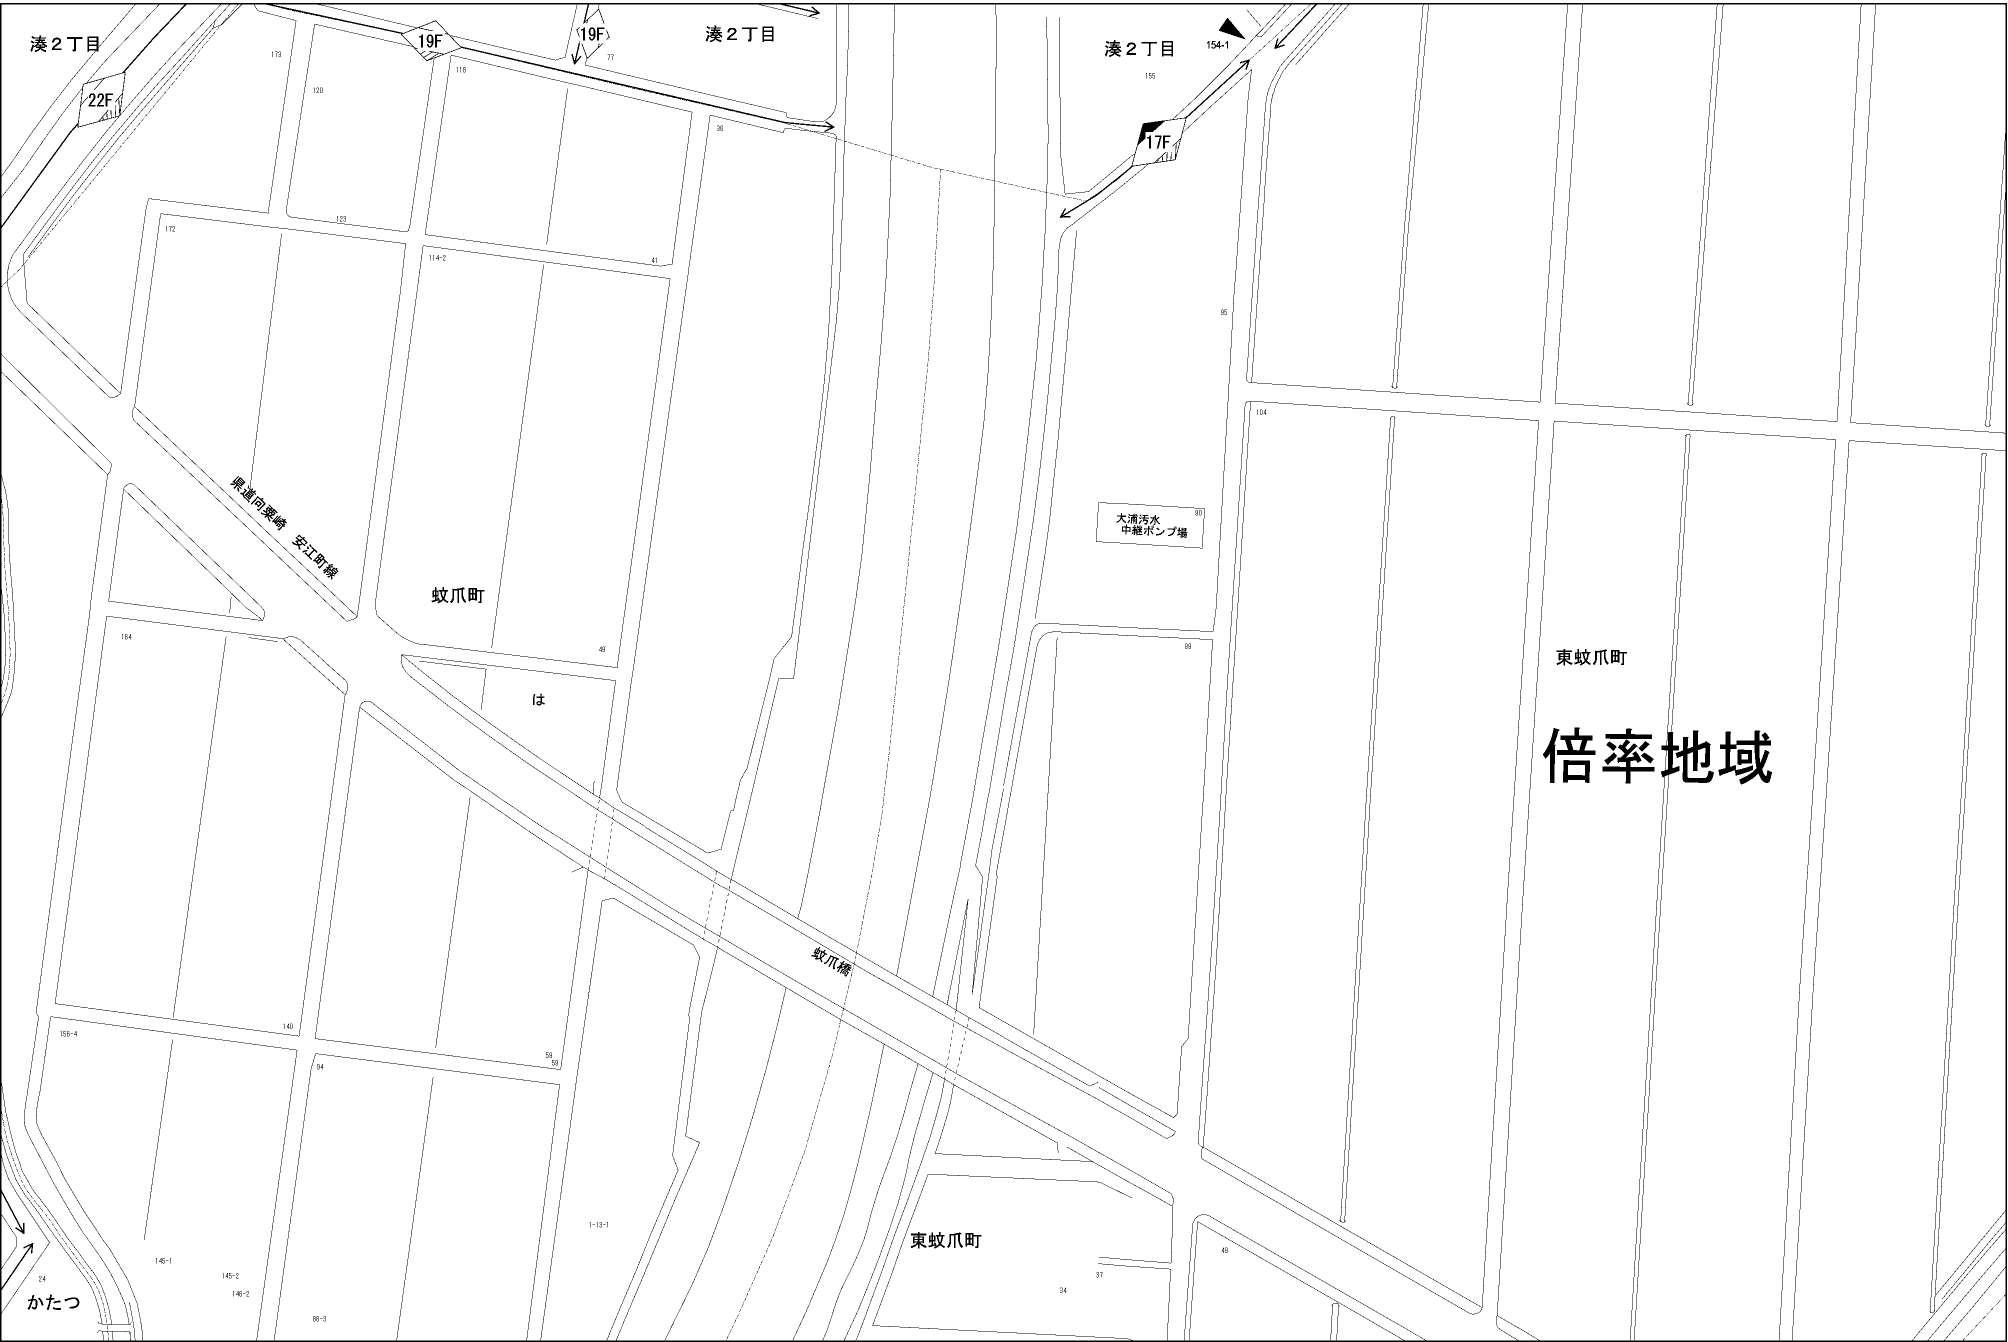 湊２丁目
19F
19F
湊２丁目
湊２丁目
154-1
155
173
77
118
120
22F
36
17F
123
172
114-2
41
95
104
県道向粟崎　安江町線
大浦汚水
中継ポンプ場
90
蚊爪町
164
49
89
東蚊爪町
は
倍率地域
蚊爪橋
140
156-4
59
59
94
1-13-1
東蚊爪町
49
145-1
145-2
146-2
24
かたつ
37
34
86-3